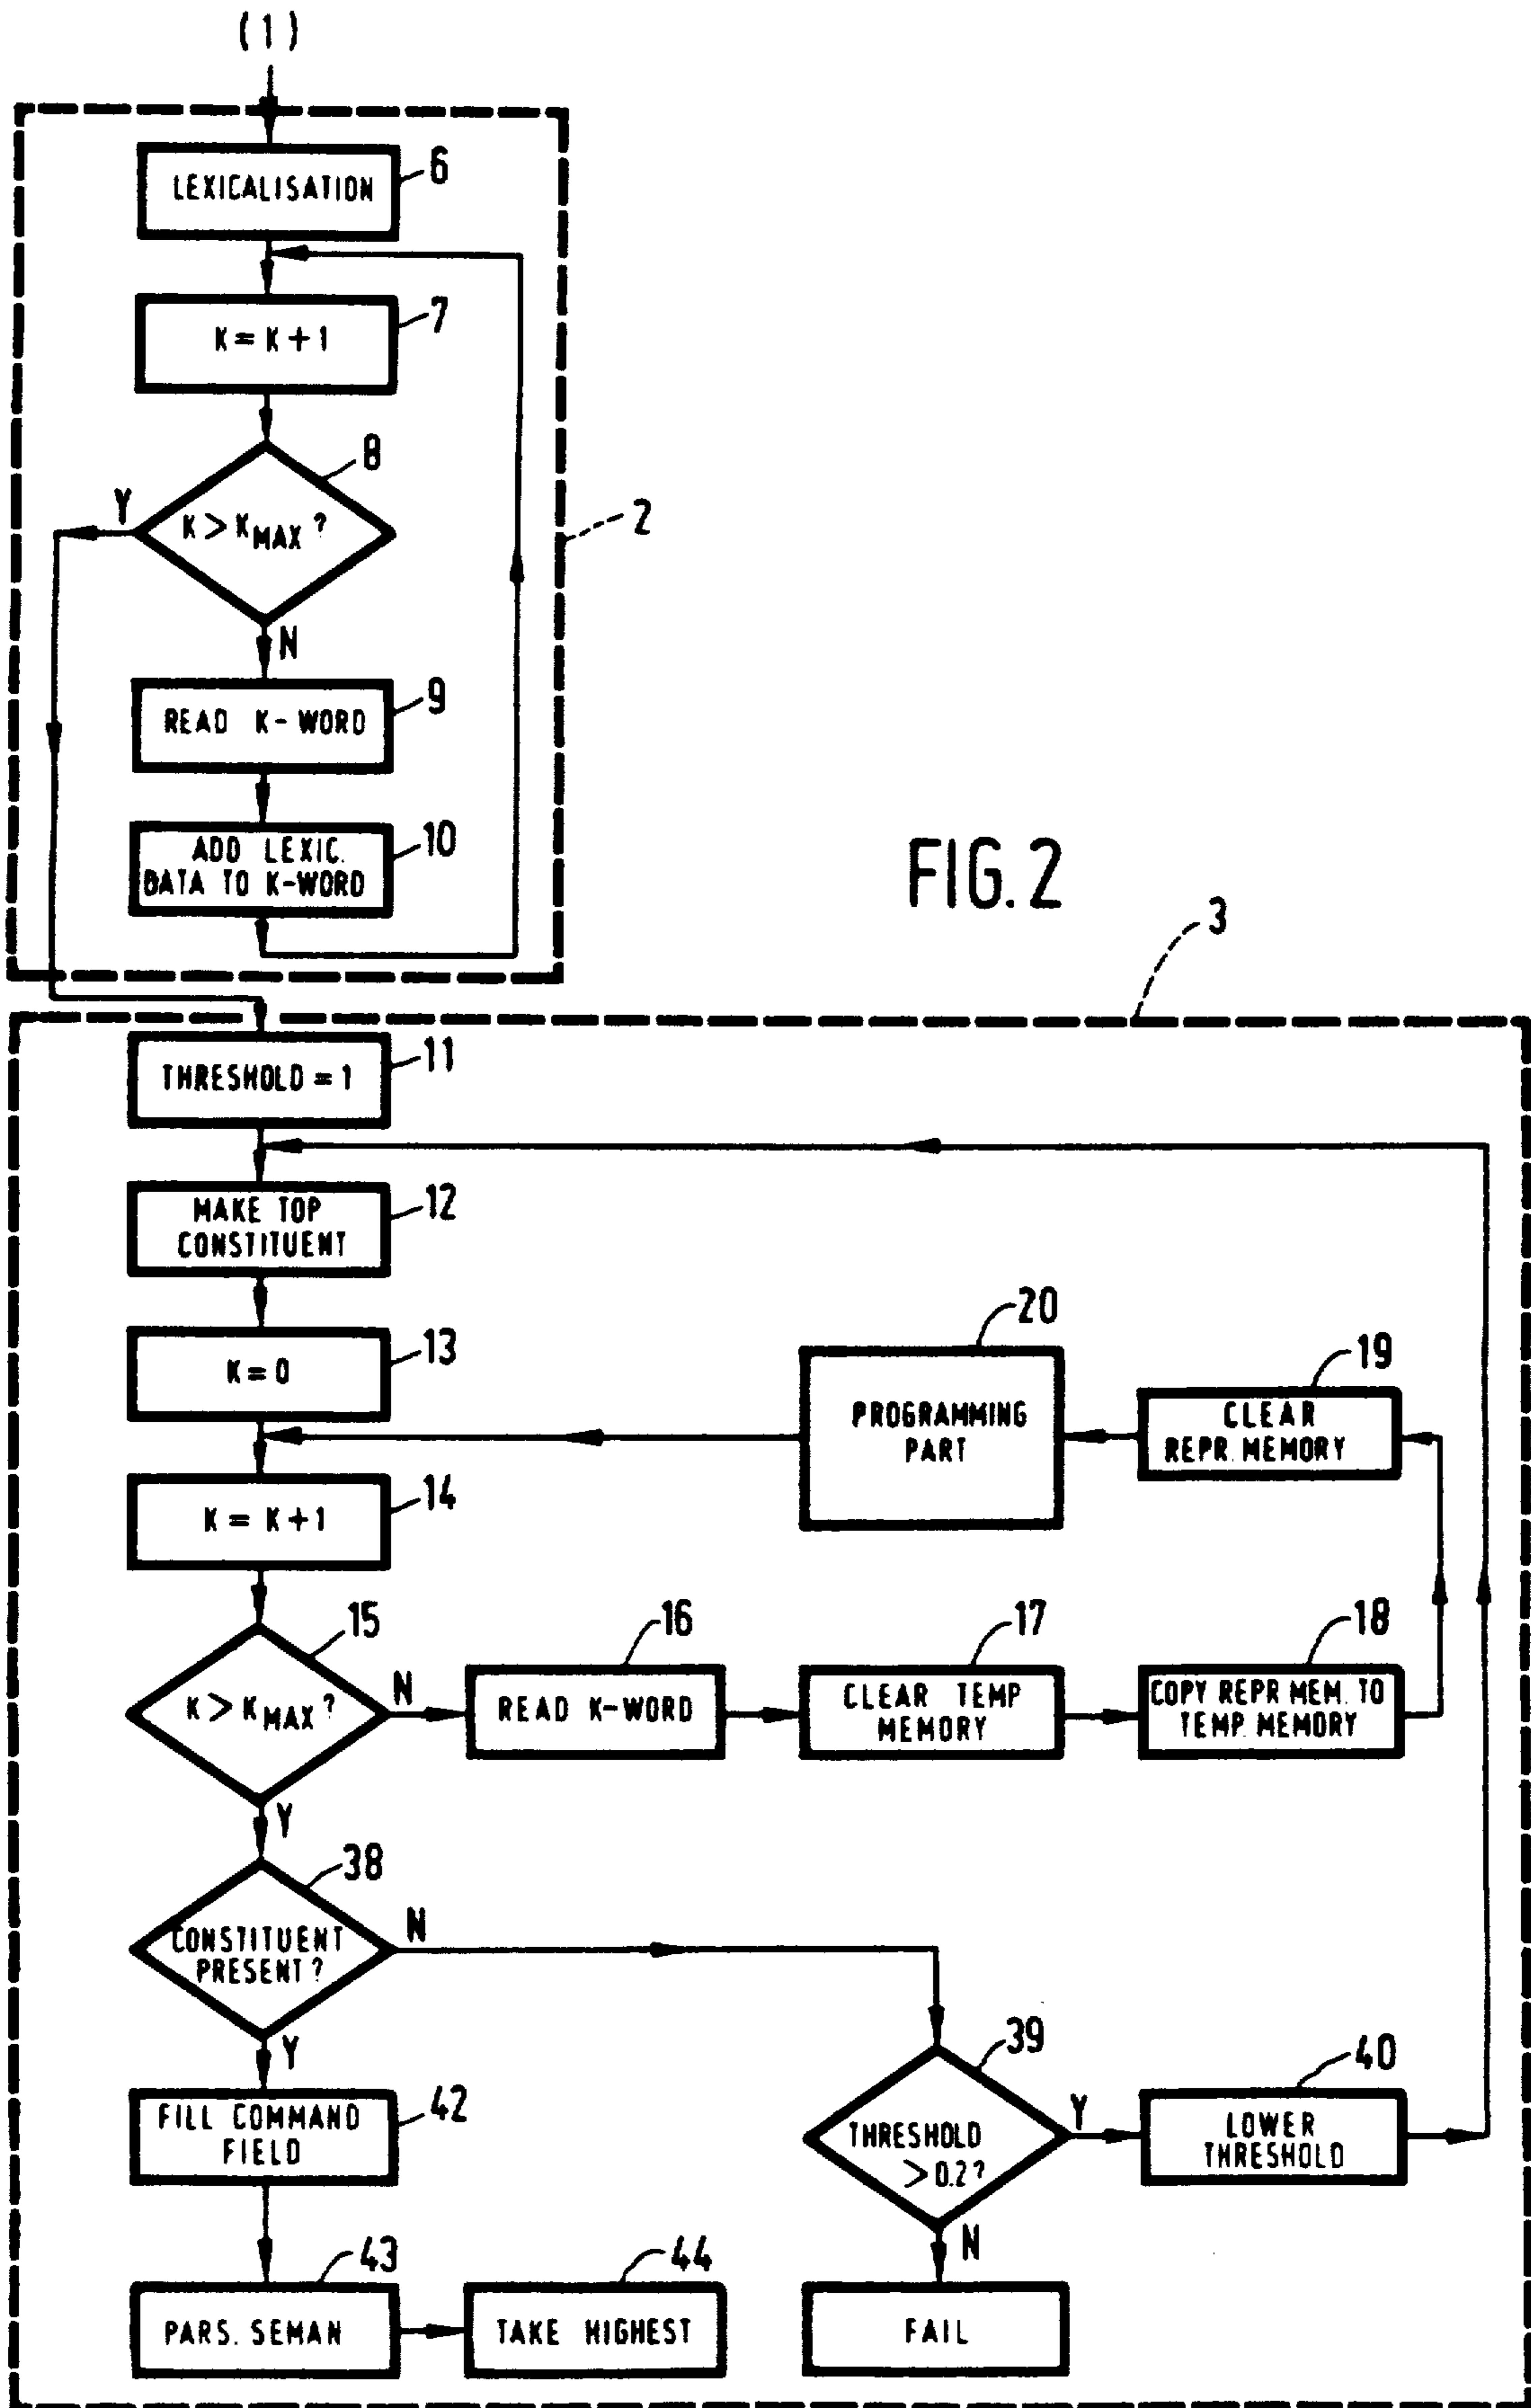 (1)
LEXICALISATION
6
K = K + 1
7
K > KMAX ?
8
Y
N
2
READ K-WORD
9
ADD LEXIC.
DATA TO K-WORD
10
FIG. 2
3
THRESHOLD = 1
11
MAKE TOP
CONSTITUENT
12
K = 0
13
PROGRAMMING
PART
20
CLEAR
REPR. MEMORY
19
K = K + 1
14
K > KMAX ?
15
N
Y
READ K-WORD
16
CLEAR TEMP
MEMORY
17
COPY REPR MEM. TO
TEMP. MEMORY
18
CONSTITUENT
PRESENT ?
38
N
Y
THRESHOLD
> 0.2 ?
39
Y
N
LOWER
THRESHOLD
40
FILL COMMAND
FIELD
42
PARS. SEMAN
43
TAKE HIGHEST
44
FAIL